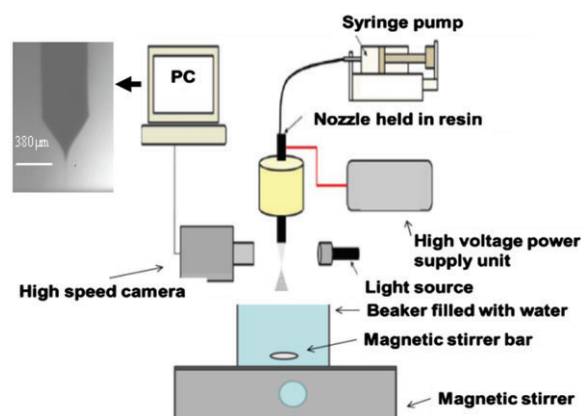 Syringe pump
PC
Nozzle held in resin
380μm
High voltage power
supply unit
High speed camera
Light source
Beaker filled with water
Magnetic stirrer bar
Magnetic stirrer